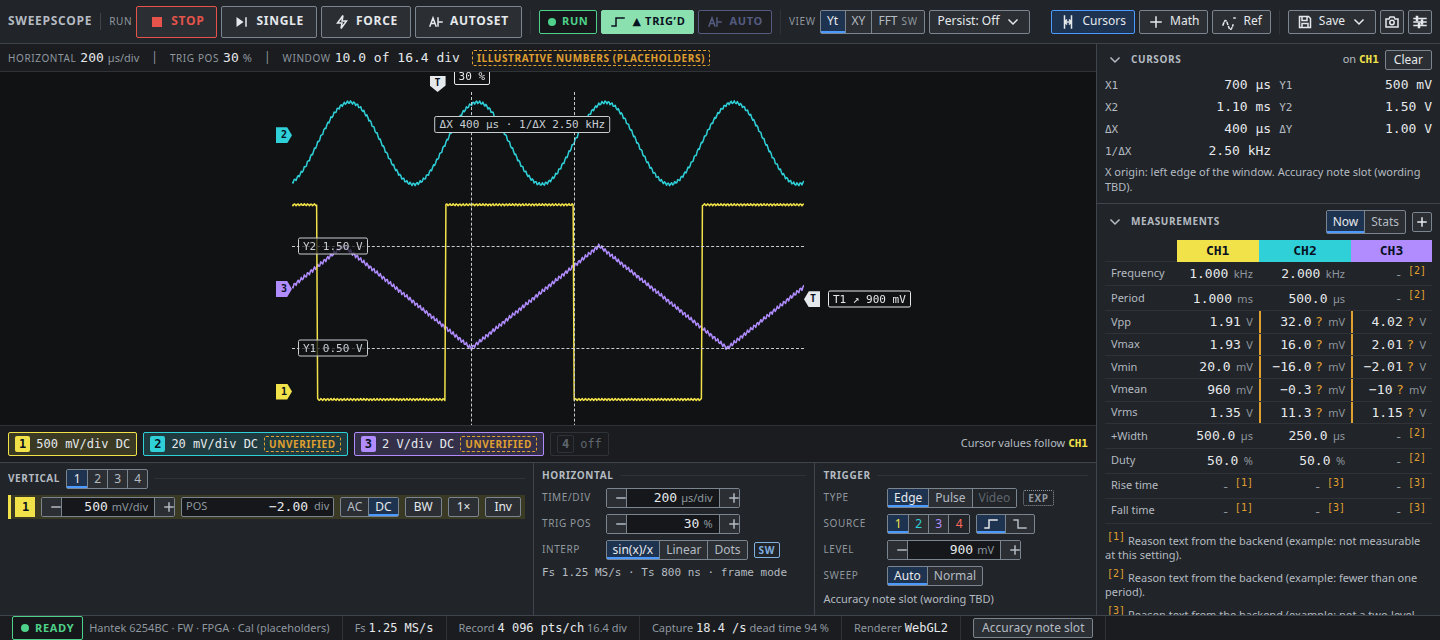 SWEEPSCOPE RUN STOP SINGLE FORCE AUTOSET RUN ▲ TRIG'D AUTO VIEW Yt XY FFT SW Persist: Off Cursors Math Ref Save
HORIZONTAL 200 µs/div | TRIG POS 30 % | WINDOW 10.0 of 16.4 div ILLUSTRATIVE NUMBERS (PLACEHOLDERS)
T 30 %
ΔX 400 µs · 1/ΔX 2.50 kHz
2
Y2 1.50 V
3
T T1 ↗ 900 mV
Y1 0.50 V
1
1 500 mV/div DC 2 20 mV/div DC UNVERIFIED 3 2 V/div DC UNVERIFIED 4 off Cursor values follow CH1
VERTICAL 1 2 3 4
1 − 500 mV/div + POS −2.00 div AC DC BW 1× Inv
HORIZONTAL
TIME/DIV − 200 µs/div +
TRIG POS − 30 % +
INTERP sin(x)/x Linear Dots SW
Fs 1.25 MS/s · Ts 800 ns · frame mode
TRIGGER
TYPE Edge Pulse Video EXP
SOURCE 1 2 3 4
LEVEL − 900 mV +
SWEEP Auto Normal
Accuracy note slot (wording TBD)
CURSORS on CH1 Clear
X1 700 µs Y1 500 mV
X2 1.10 ms Y2 1.50 V
ΔX 400 µs ΔY 1.00 V
1/ΔX 2.50 kHz
X origin: left edge of the window. Accuracy note slot (wording
TBD).
MEASUREMENTS Now Stats +
CH1 CH2 CH3
Frequency 1.000 kHz 2.000 kHz - [2]
Period 1.000 ms 500.0 µs - [2]
Vpp 1.91 V 32.0 ? mV 4.02 ? V
Vmax 1.93 V 16.0 ? mV 2.01 ? V
Vmin 20.0 mV −16.0 ? mV −2.01 ? V
Vmean 960 mV −0.3 ? mV −10 ? mV
Vrms 1.35 V 11.3 ? mV 1.15 ? V
+Width 500.0 µs 250.0 µs - [2]
Duty 50.0 % 50.0 % - [2]
Rise time - [1] - [3] - [3]
Fall time - [1] - [3] - [3]
[1] Reason text from the backend (example: not measurable
at this setting).
[2] Reason text from the backend (example: fewer than one
period).
[3] Reason text from the backend (example: not a two-level
READY Hantek 6254BC · FW · FPGA · Cal (placeholders) Fs 1.25 MS/s Record 4 096 pts/ch 16.4 div Capture 18.4 /s dead time 94 % Renderer WebGL2 Accuracy note slot